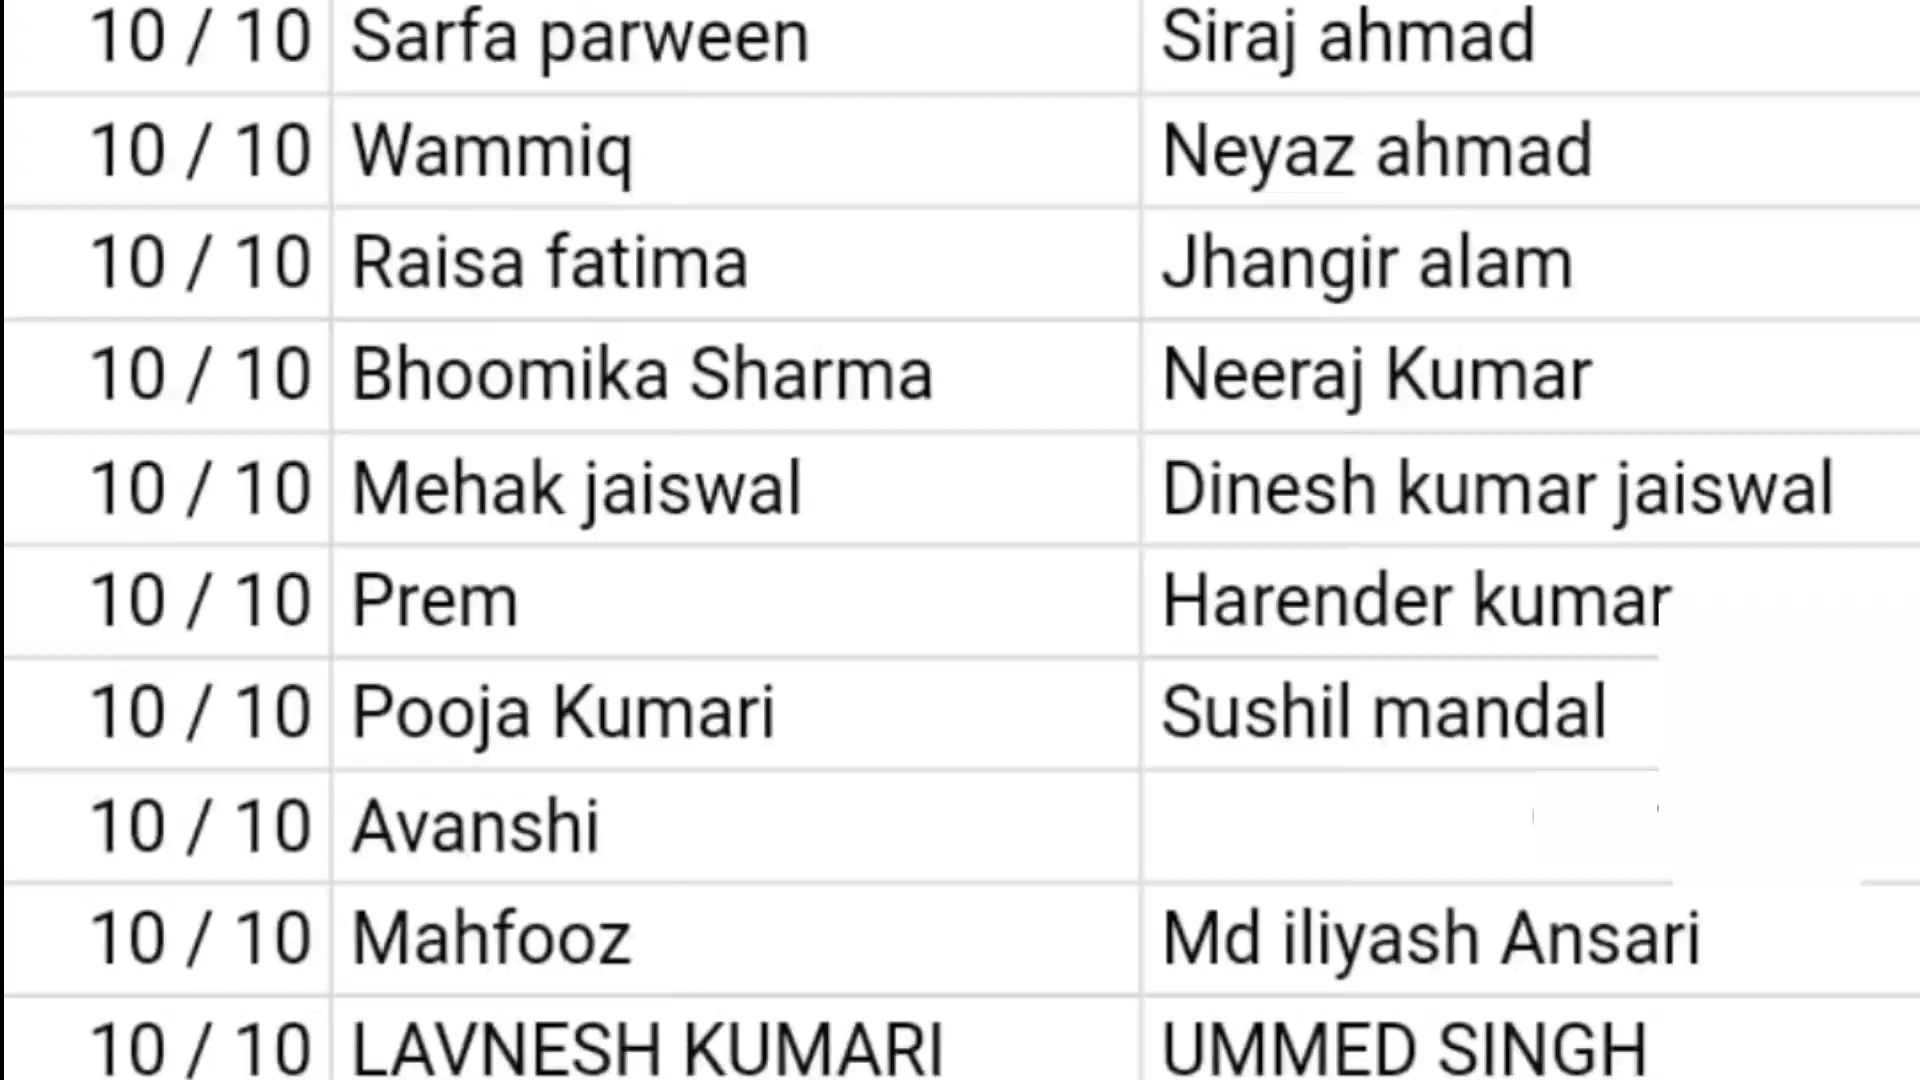 10 / 10 Sarfa parween Siraj ahmad
10 / 10 Wammiq Neyaz ahmad
10 / 10 Raisa fatima Jhangir alam
10 / 10 Bhoomika Sharma Neeraj Kumar
10 / 10 Mehak jaiswal Dinesh kumar jaiswal
10 / 10 Prem Harender kumar
10 / 10 Pooja Kumari Sushil mandal
10 / 10 Avanshi
10 / 10 Mahfooz Md iliyash Ansari
10 / 10 LAVNESH KUMARI UMMED SINGH